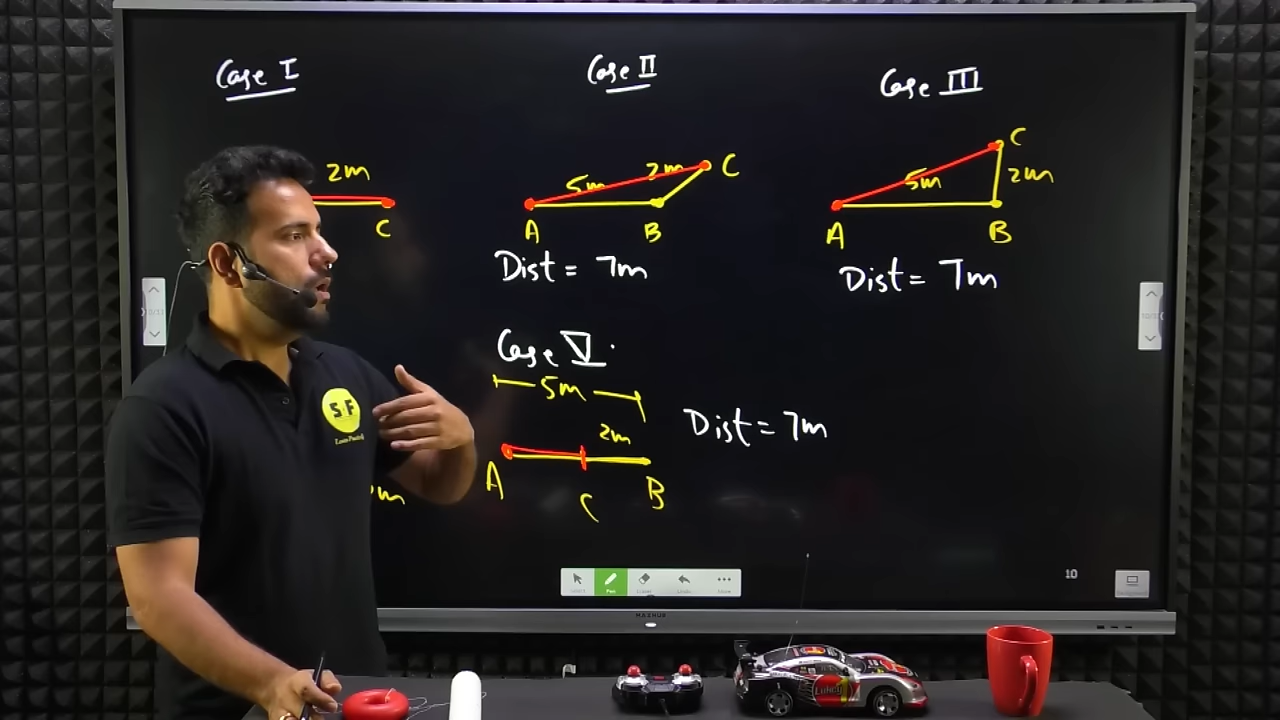 Case I
2m
C
Case II
5m 2m C
A B
Dist = 7m
Case III
C
5m 2m
A B
Dist = 7m
Case V
5m
2m
A C B
Dist = 7m
m
S F
10
MAXHUB